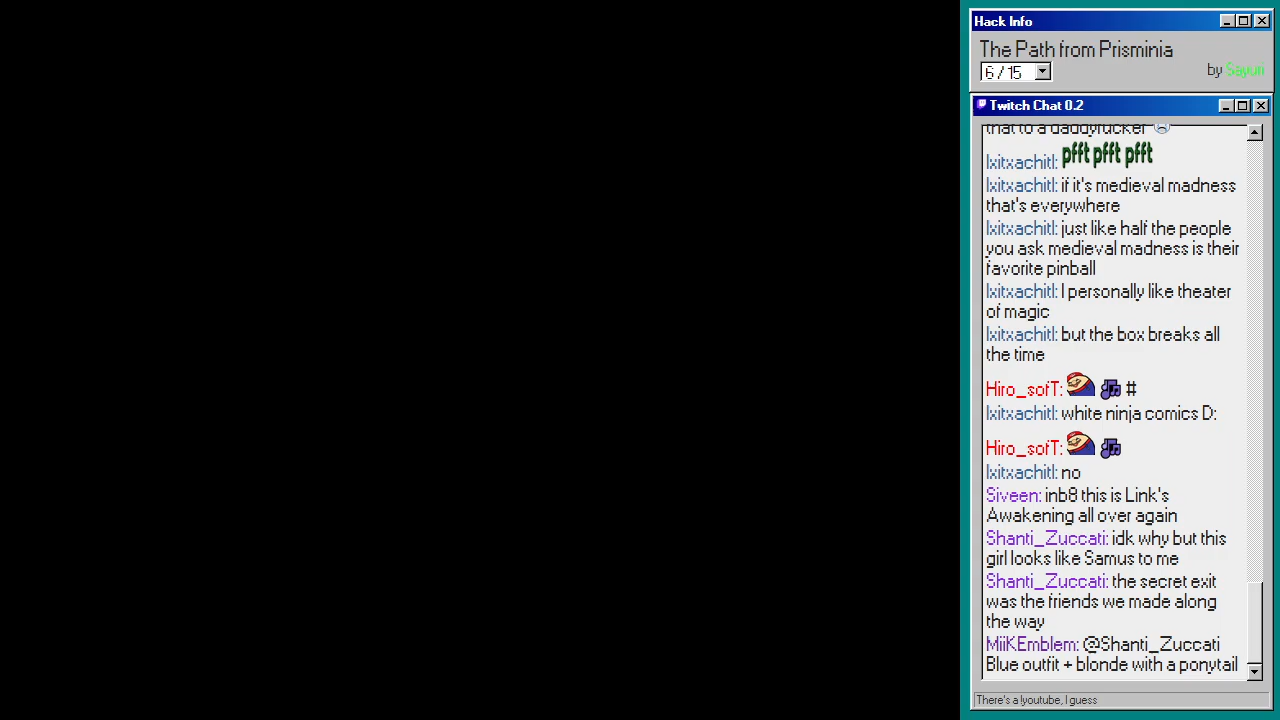 Hack Info
The Path from Prisminia
6 / 15
by Sayuri
Twitch Chat 0.2
that to a daddyfucker
Ixitxachitl: pfft pfft pfft
Ixitxachitl: if it's medieval madness
that's everywhere
Ixitxachitl: just like half the people
you ask medieval madness is their
favorite pinball
Ixitxachitl: I personally like theater
of magic
Ixitxachitl: but the box breaks all
the time
Hiro_sofT: #
Ixitxachitl: white ninja comics D:
Hiro_sofT:
Ixitxachitl: no
Siveen: inb8 this is Link's
Awakening all over again
Shanti_Zuccati: idk why but this
girl looks like Samus to me
Shanti_Zuccati: the secret exit
was the friends we made along
the way
MiiKEmblem: @Shanti_Zuccati
Blue outfit + blonde with a ponytail
There's a !youtube, I guess